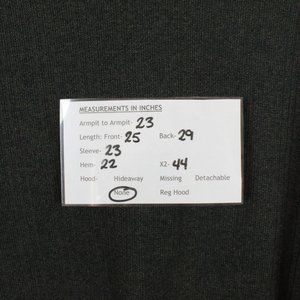 MEASUREMENTS IN INCHES
Armpit to Armpit- 23
Length: Front- 25 Back- 29
Sleeve- 23
Hem- 22 X2- 44
Hood- Hideaway Missing Detachable
None Reg Hood